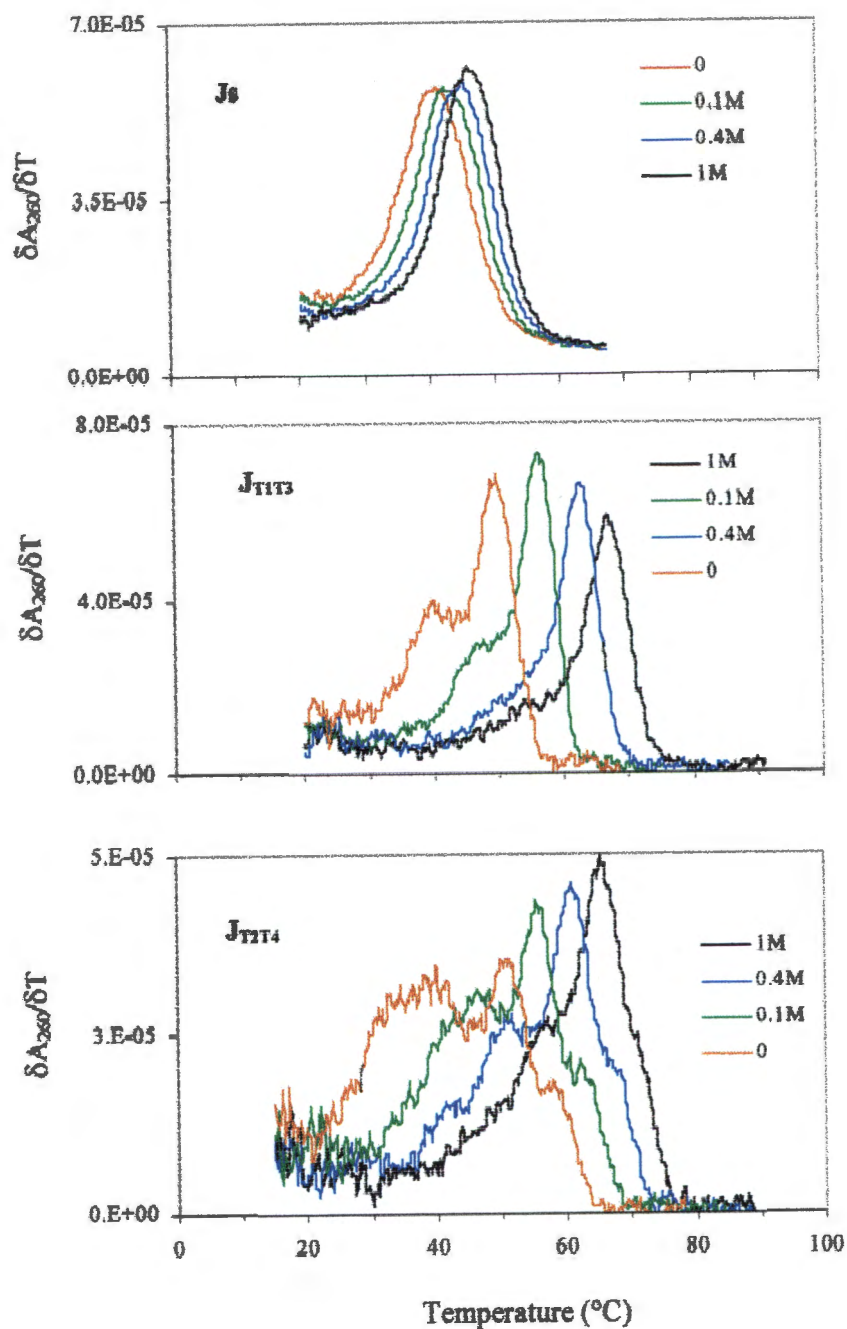 7.0E-05
3.5E-05
0.0E+00
δA260/δT
Js
0
0.1M
0.4M
1M
8.0E-05
4.0E-05
0.0E+00
δA260/δT
JT1T3
1M
0.1M
0.4M
0
5.E-05
3.E-05
0.E+00
δA260/δT
JT2T4
1M
0.4M
0.1M
0
0 20 40 60 80 100
Temperature (°C)